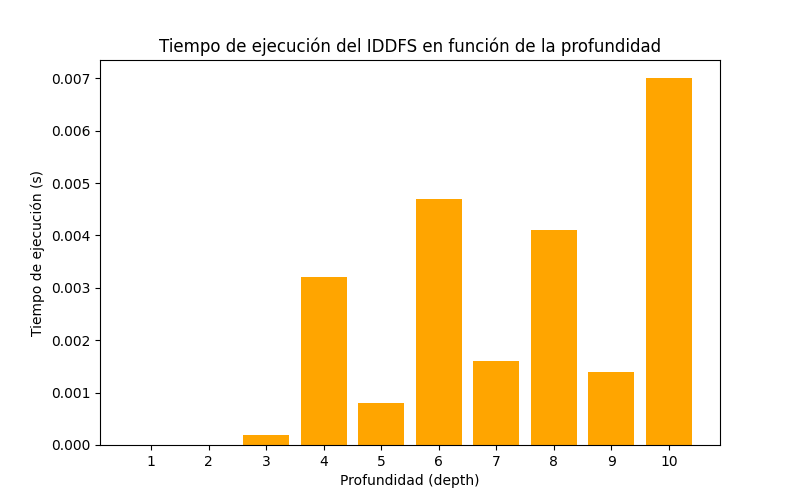 Tiempo de ejecución del IDDFS en función de la profundidad
Tiempo de ejecución (s)
0.007
0.006
0.005
0.004
0.003
0.002
0.001
0.000
1 2 3 4 5 6 7 8 9 10
Profundidad (depth)